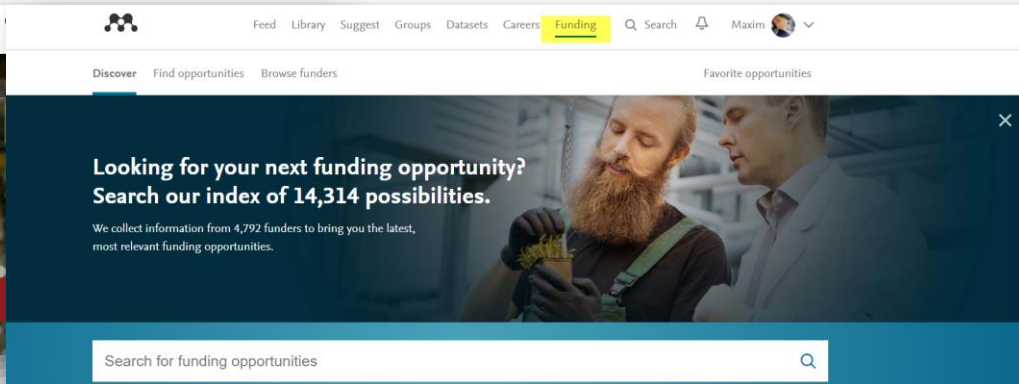 Feed Library Suggest Groups Datasets Careers Funding Search Maxim
Discover Find opportunities Browse funders Favorite opportunities
Looking for your next funding opportunity?
Search our index of 14,314 possibilities.
We collect information from 4,792 funders to bring you the latest,
most relevant funding opportunities.
Search for funding opportunities